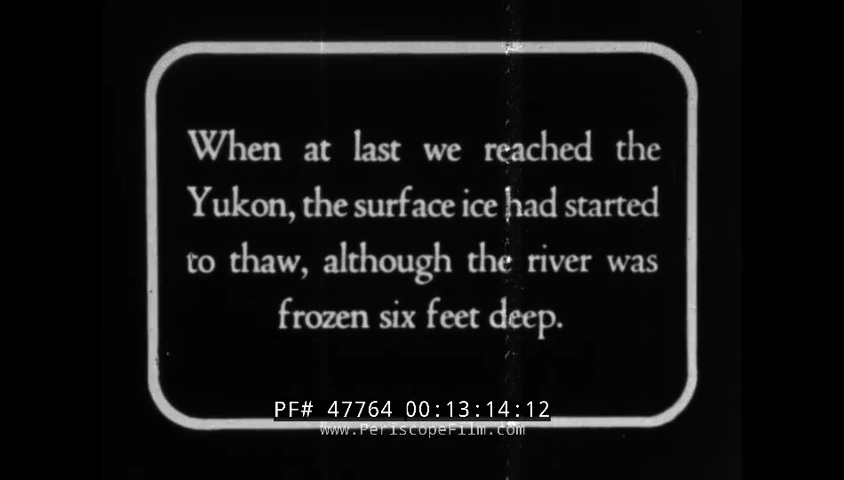 When at last we reached the
Yukon, the surface ice had started
to thaw, although the river was
frozen six feet deep.
PF# 47764 00:13:14:12
www.PeriscopeFilm.com